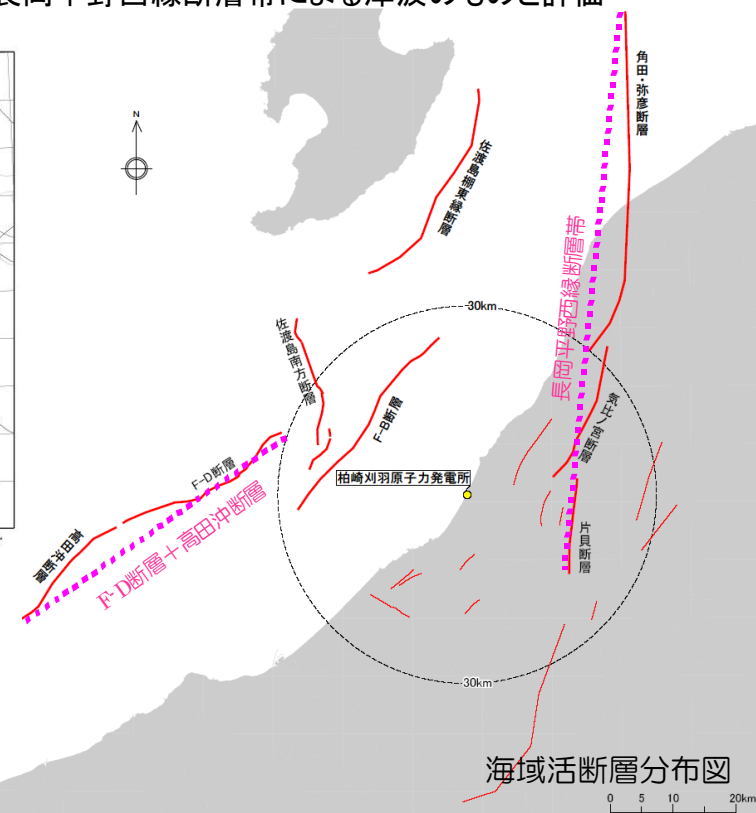 長岡平野西縁断層帯による津波のものと評価
N
角田・弥彦断層
佐渡島棚東縁断層
長岡平野西縁断層帯
30km
佐渡島南方断層
F-B断層
気比ノ宮断層
F-D断層
柏崎刈羽原子力発電所
片貝断層
高田沖断層
F-D断層+高田沖断層
30km
海域活断層分布図
0 5 10 20km